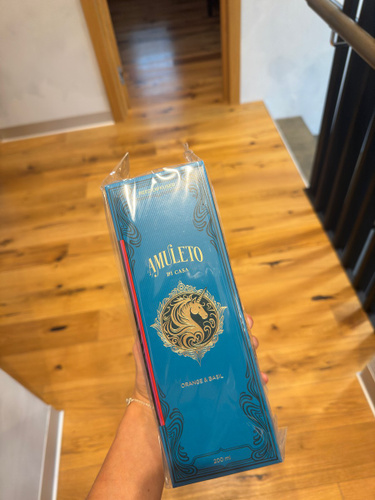 AMULETO
MI CASA
ORANGE & BASIL
200 ml